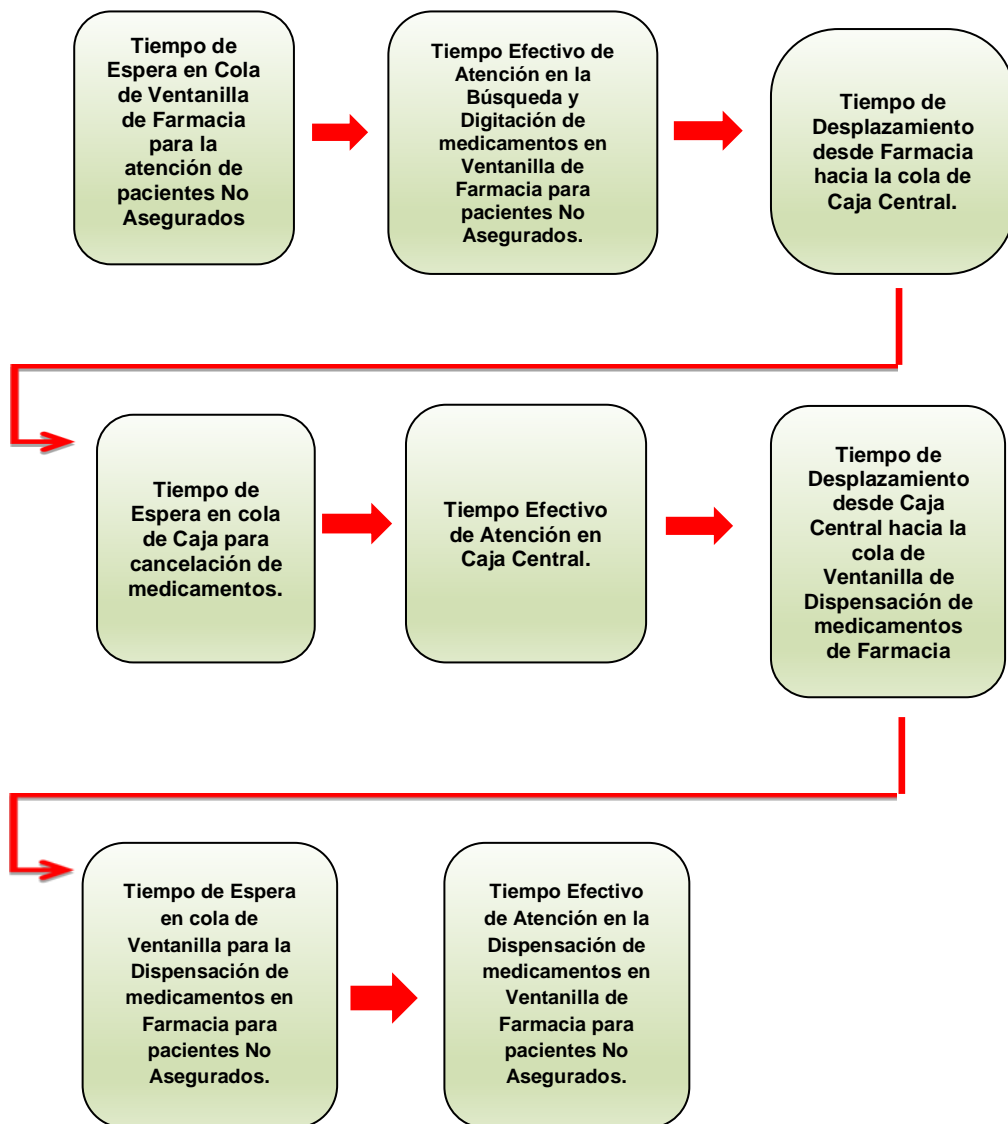 Tiempo de
Espera en Cola
de Ventanilla
de Farmacia
para la
atención de
pacientes No
Asegurados
Tiempo Efectivo de
Atención en la
Búsqueda y
Digitación de
medicamentos en
Ventanilla de
Farmacia para
pacientes No
Asegurados.
Tiempo de
Desplazamiento
desde Farmacia
hacia la cola de
Caja Central.
Tiempo de
Espera en cola
de Caja para
cancelación de
medicamentos.
Tiempo Efectivo
de Atención en
Caja Central.
Tiempo de
Desplazamiento
desde Caja
Central hacia la
cola de
Ventanilla de
Dispensación de
medicamentos
de Farmacia
Tiempo de Espera
en cola de
Ventanilla para la
Dispensación de
medicamentos en
Farmacia para
pacientes No
Asegurados.
Tiempo Efectivo
de Atención en la
Dispensación de
medicamentos en
Ventanilla de
Farmacia para
pacientes No
Asegurados.